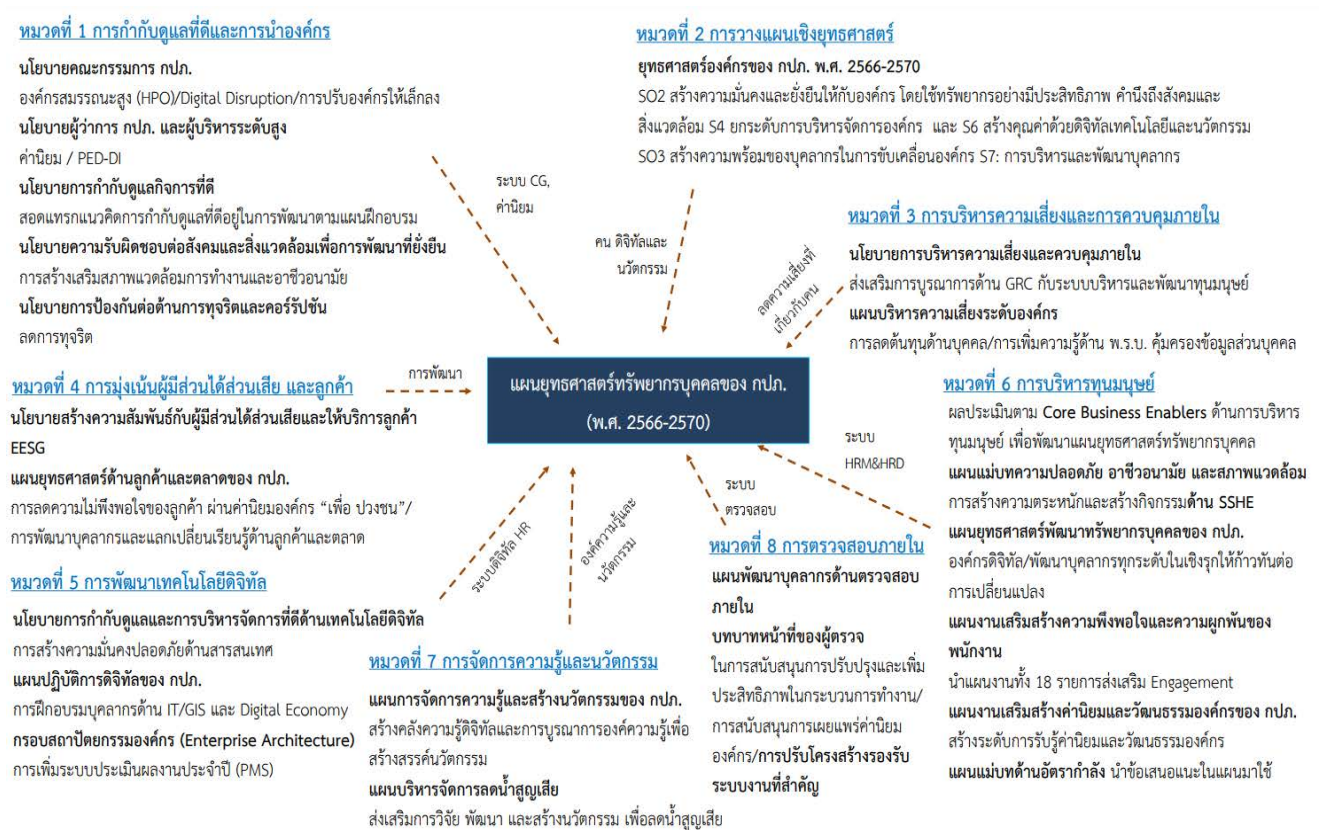 หมวดที่ 1 การกำกับดูแลที่ดีและการนำองค์กร
นโยบายคณะกรรมการ กปภ.
องค์กรสมรรถนะสูง (HPO)/Digital Disruption/การปรับองค์กรให้เล็กลง
นโยบายผู้ว่าการ กปภ. และผู้บริหารระดับสูง
ค่านิยม / PED-DI
นโยบายการกำกับดูแลกิจการที่ดี
สอดแทรกแนวคิดการกำกับดูแลที่ดีอยู่ในการพัฒนาตามแผนฝึกอบรม
นโยบายความรับผิดชอบต่อสังคมและสิ่งแวดล้อมเพื่อการพัฒนาที่ยั่งยืน
การสร้างเสริมสภาพแวดล้อมการทำงานและอาชีวอนามัย
นโยบายการป้องกันต่อต้านการทุจริตและคอร์รัปชัน
ลดการทุจริต
ระบบ CG,
ค่านิยม
หมวดที่ 2 การวางแผนเชิงยุทธศาสตร์
ยุทธศาสตร์องค์กรของ กปภ. พ.ศ. 2566-2570
SO2 สร้างความมั่นคงและยั่งยืนให้กับองค์กร โดยใช้ทรัพยากรอย่างมีประสิทธิภาพ คำนึงถึงสังคมและ
สิ่งแวดล้อม S4 ยกระดับการบริหารจัดการองค์กร และ S6 สร้างคุณค่าด้วยดิจิทัลเทคโนโลยีและนวัตกรรม
SO3 สร้างความพร้อมของบุคลากรในการขับเคลื่อนองค์กร S7: การบริหารและพัฒนาบุคลากร
คน ดิจิทัลและ
นวัตกรรม
หมวดที่ 3 การบริหารความเสี่ยงและการควบคุมภายใน
นโยบายการบริหารความเสี่ยงและควบคุมภายใน
ส่งเสริมการบูรณาการด้าน GRC กับระบบบริหารและพัฒนาทุนมนุษย์
แผนบริหารความเสี่ยงระดับองค์กร
การลดต้นทุนด้านบุคคล/การเพิ่มความรู้ด้าน พ.ร.บ. คุ้มครองข้อมูลส่วนบุคคล
ลดความเสี่ยงที่
เกี่ยวกับคน
หมวดที่ 4 การมุ่งเน้นผู้มีส่วนได้ส่วนเสีย และลูกค้า
นโยบายสร้างความสัมพันธ์กับผู้มีส่วนได้ส่วนเสียและให้บริการลูกค้า
EESG
แผนยุทธศาสตร์ด้านลูกค้าและตลาดของ กปภ.
การลดความไม่พึงพอใจของลูกค้า ผ่านค่านิยมองค์กร “เพื่อ ปวงชน”/
การพัฒนาบุคลากรและแลกเปลี่ยนเรียนรู้ด้านลูกค้าและตลาด
การพัฒนา
แผนยุทธศาสตร์ทรัพยากรบุคคลของ กปภ.
(พ.ศ. 2566-2570)
หมวดที่ 5 การพัฒนาเทคโนโลยีดิจิทัล
นโยบายการกำกับดูแลและการบริหารจัดการที่ดีด้านเทคโนโลยีดิจิทัล
การสร้างความมั่นคงปลอดภัยด้านสารสนเทศ
แผนปฏิบัติการดิจิทัลของ กปภ.
การฝึกอบรมบุคลากรด้าน IT/GIS และ Digital Economy
กรอบสถาปัตยกรรมองค์กร (Enterprise Architecture)
การเพิ่มระบบประเมินผลงานประจำปี (PMS)
ระบบดิจิทัล HR
หมวดที่ 6 การบริหารทุนมนุษย์
ผลประเมินตาม Core Business Enablers ด้านการบริหาร
ทุนมนุษย์ เพื่อพัฒนาแผนยุทธศาสตร์ทรัพยากรบุคคล
แผนแม่บทความปลอดภัย อาชีวอนามัย และสภาพแวดล้อม
การสร้างความตระหนักและสร้างกิจกรรมด้าน SSHE
แผนยุทธศาสตร์พัฒนาทรัพยากรบุคคลของ กปภ.
องค์กรดิจิทัล/พัฒนาบุคลากรทุกระดับในเชิงรุกให้ก้าวทันต่อ
การเปลี่ยนแปลง
แผนงานเสริมสร้างความพึงพอใจและความผูกพันของ
พนักงาน
นำแผนงานทั้ง 18 รายการส่งเสริม Engagement
แผนงานเสริมสร้างค่านิยมและวัฒนธรรมองค์กรของ กปภ.
สร้างระดับการรับรู้ค่านิยมและวัฒนธรรมองค์กร
แผนแม่บทด้านอัตรากำลัง นำข้อเสนอแนะในแผนมาใช้
ระบบ
HRM&HRD
หมวดที่ 7 การจัดการความรู้และนวัตกรรม
แผนการจัดการความรู้และสร้างนวัตกรรมของ กปภ.
สร้างคลังความรู้ดิจิทัลและการบูรณาการองค์ความรู้เพื่อ
สร้างสรรค์นวัตกรรม
แผนบริหารจัดการลดน้ำสูญเสีย
ส่งเสริมการวิจัย พัฒนา และสร้างนวัตกรรม เพื่อลดน้ำสูญเสีย
องค์ความรู้และ
นวัตกรรม
หมวดที่ 8 การตรวจสอบภายใน
แผนพัฒนาบุคลากรด้านตรวจสอบ
ภายใน
บทบาทหน้าที่ของผู้ตรวจ
ในการสนับสนุนการปรับปรุงและเพิ่ม
ประสิทธิภาพในกระบวนการทำงาน/
การสนับสนุนการเผยแพร่ค่านิยม
องค์กร/การปรับโครงสร้างรองรับ
ระบบงานที่สำคัญ
ระบบ
ตรวจสอบ